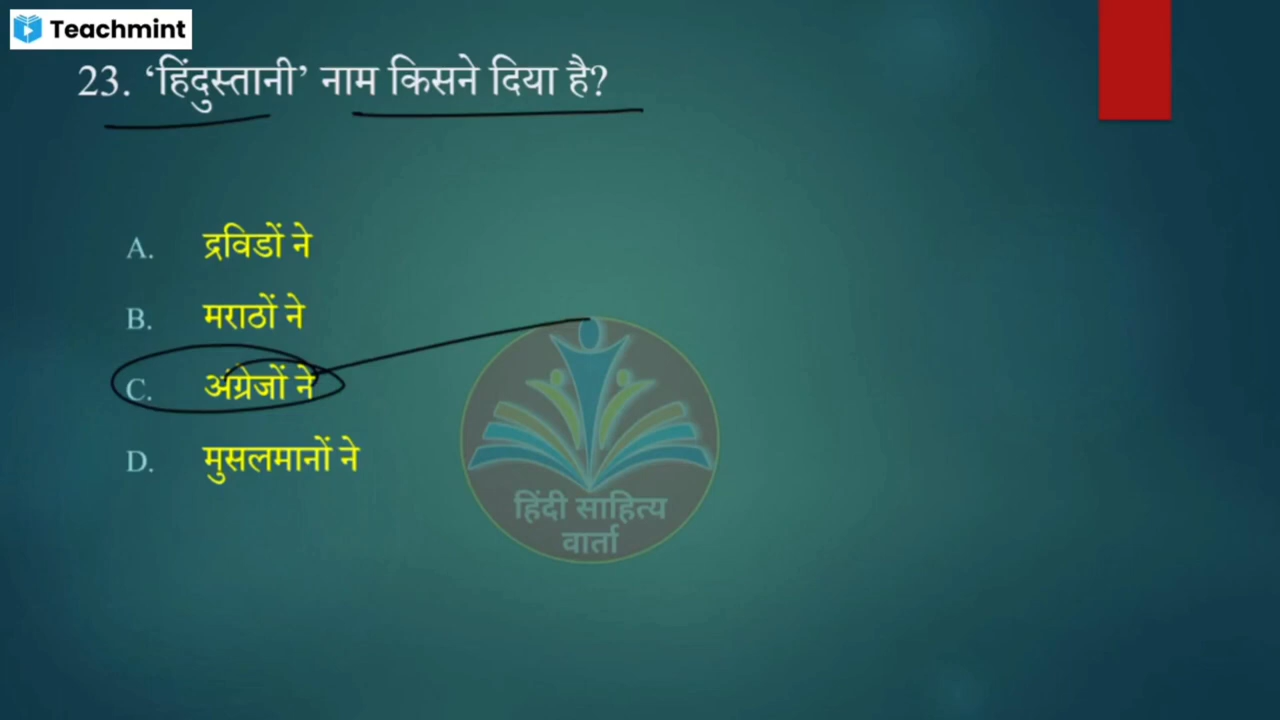 Teachmint
23. ‘हिंदुस्तानी’ नाम किसने दिया है?
A. द्रविडों ने
B. मराठों ने
C. अंग्रेजों ने
D. मुसलमानों ने
हिंदी साहित्य
वार्ता